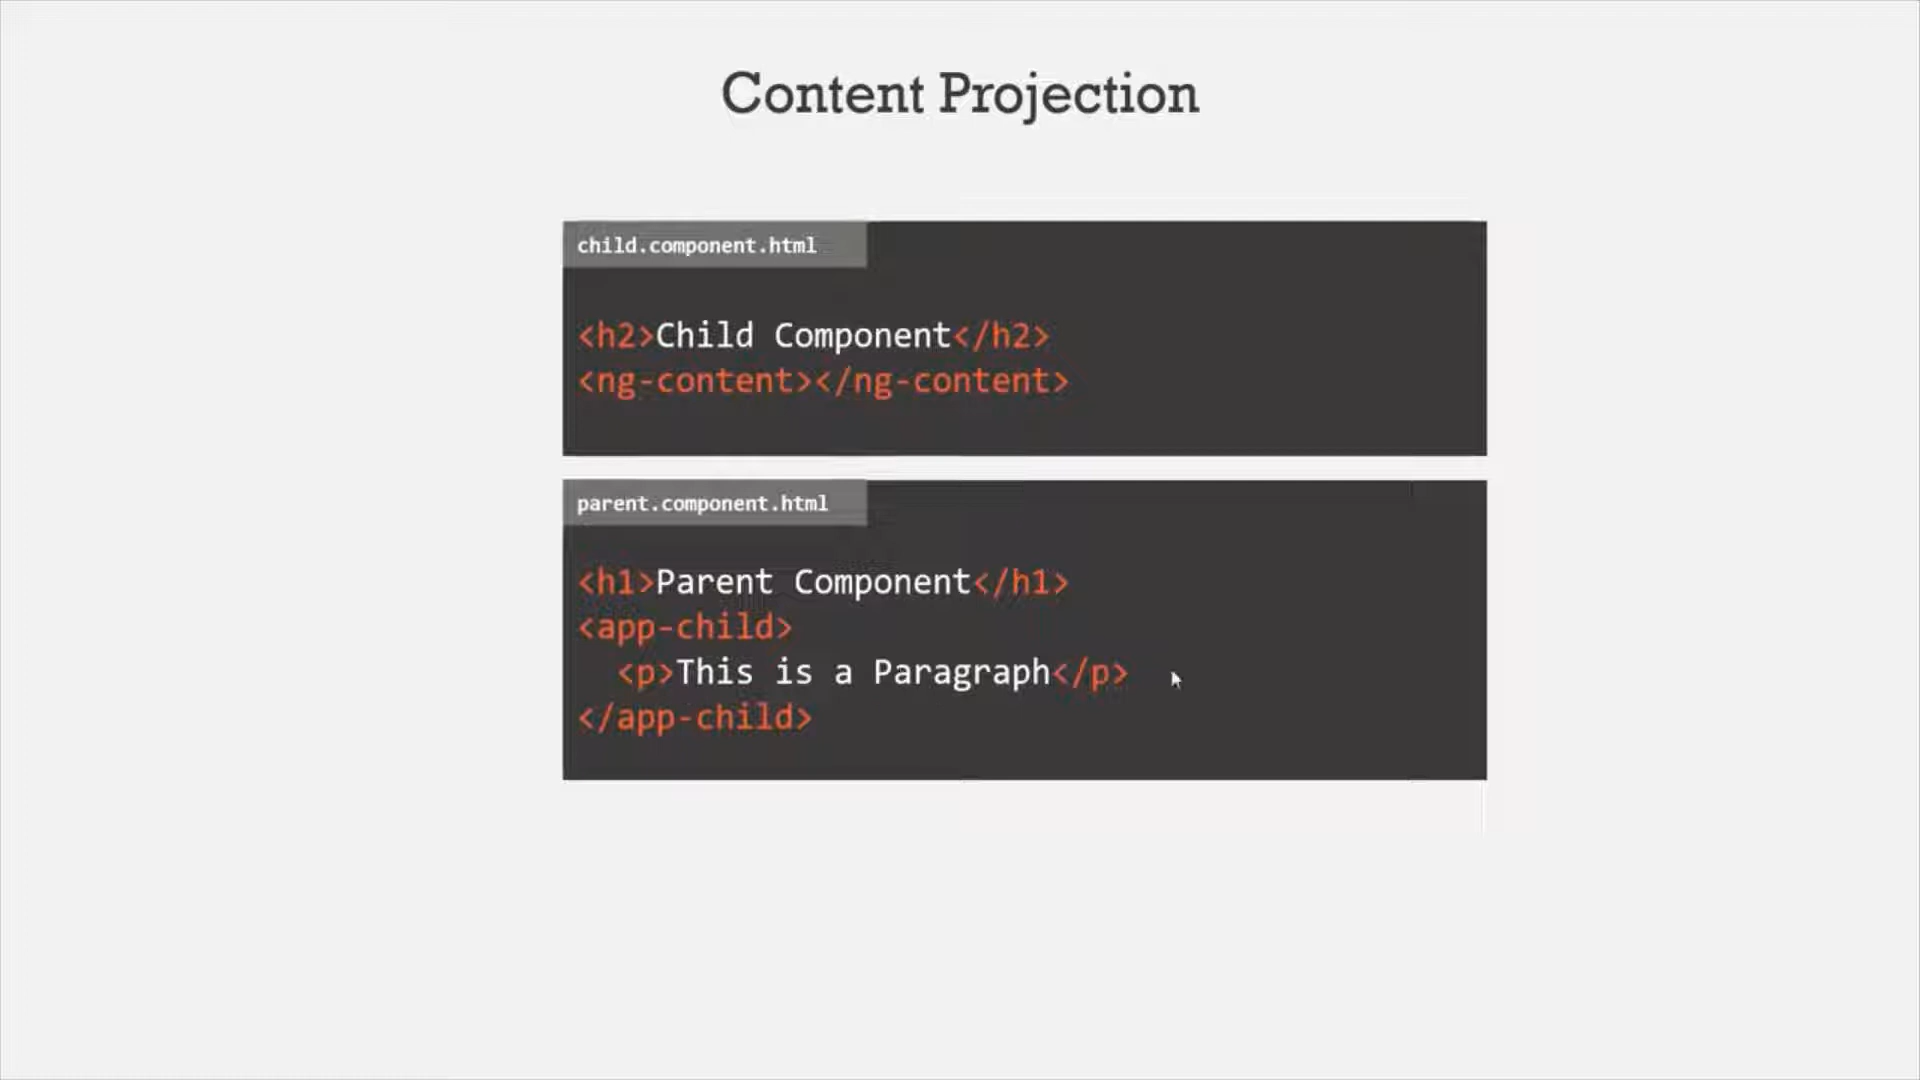 Content Projection
child.component.html
<h2>Child Component</h2>
<ng-content></ng-content>
parent.component.html
<h1>Parent Component</h1>
<app-child>
<p>This is a Paragraph</p>
</app-child>